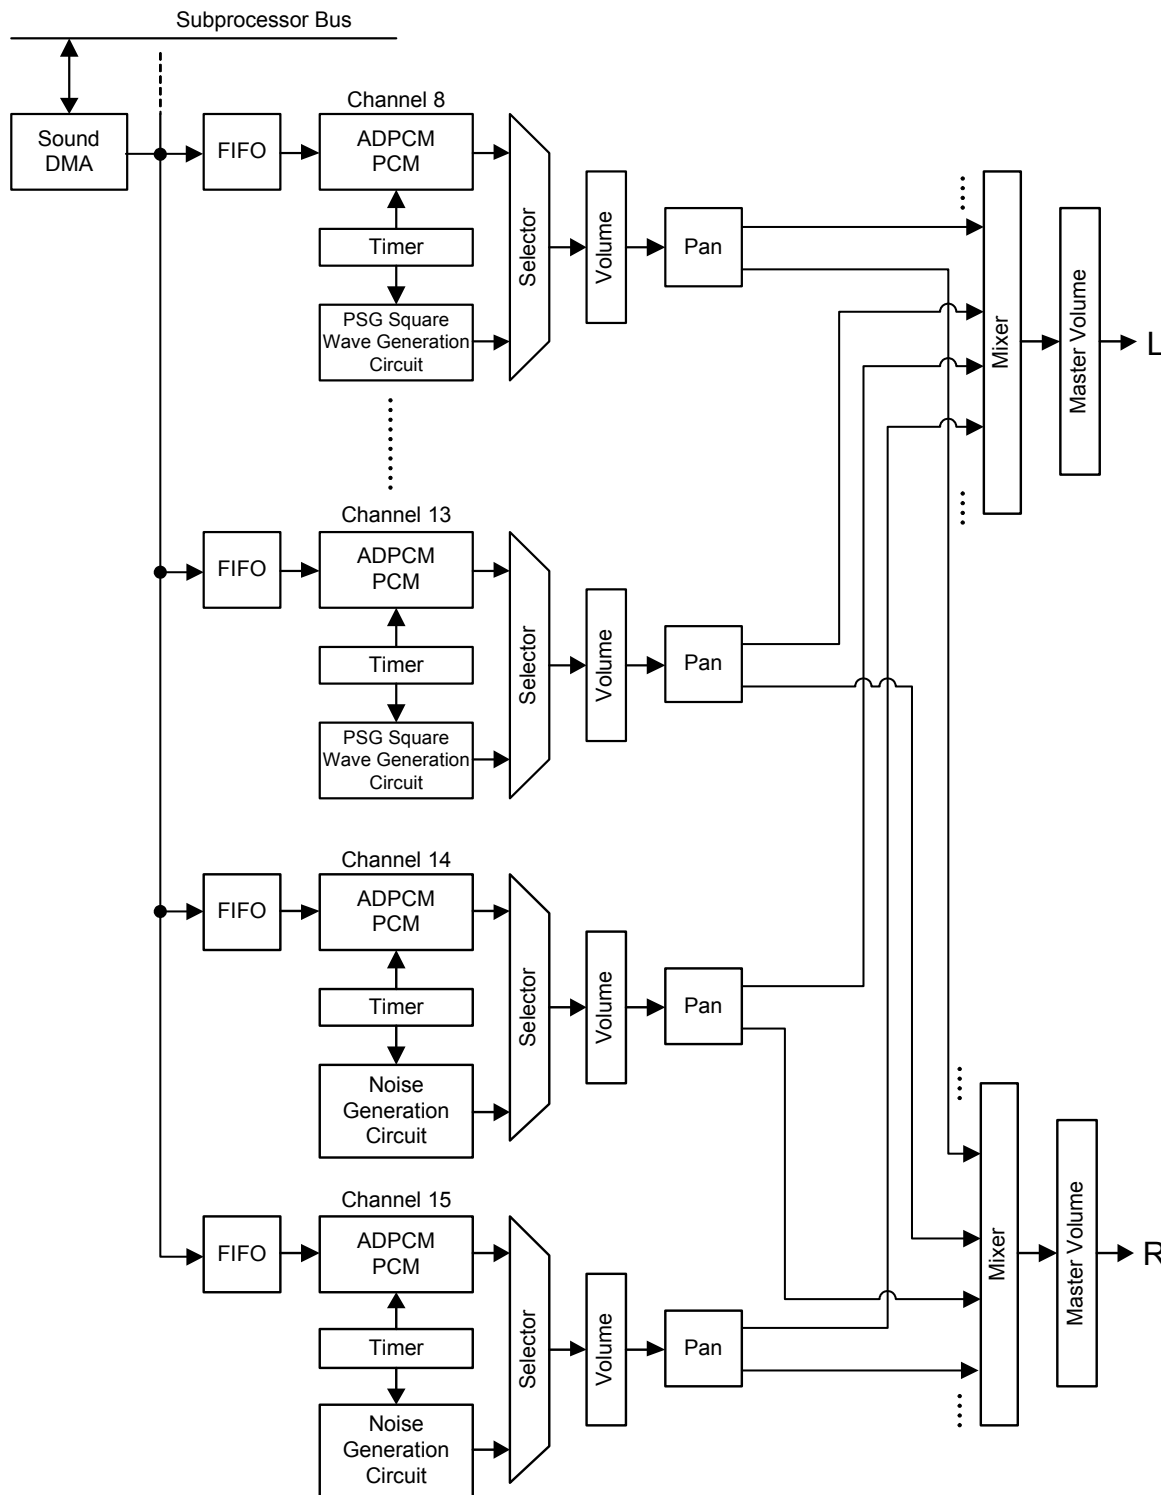 Subprocessor Bus
Sound
DMA
FIFO
Channel 8
ADPCM
PCM
Timer
PSG Square
Wave Generation
Circuit
Selector
Volume
Pan
Mixer
Master Volume
L
Channel 13
FIFO
ADPCM
PCM
Timer
PSG Square
Wave Generation
Circuit
Selector
Volume
Pan
Channel 14
FIFO
ADPCM
PCM
Timer
Noise
Generation
Circuit
Selector
Volume
Pan
Channel 15
FIFO
ADPCM
PCM
Timer
Noise
Generation
Circuit
Selector
Volume
Pan
Mixer
Master Volume
R